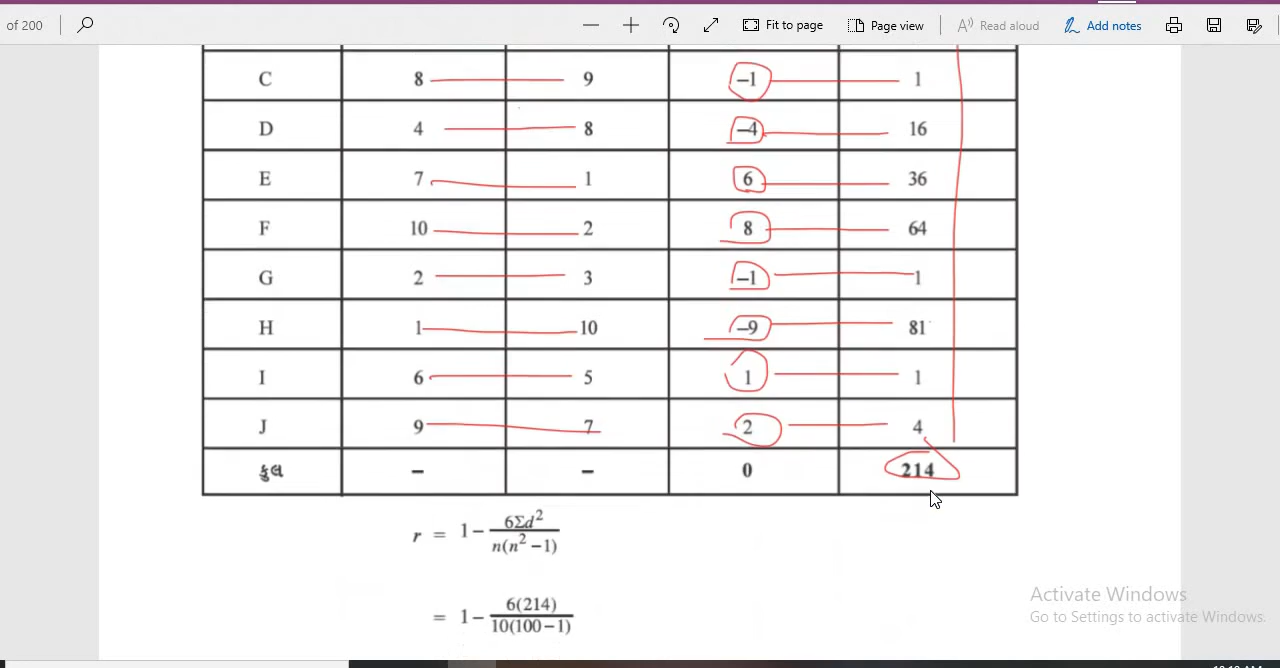 of 200 Fit to page Page view Read aloud Add notes
C 8 9 –1 1
D 4 8 –4 16
E 7 1 6 36
F 10 2 8 64
G 2 3 –1 1
H 1 10 –9 81
I 6 5 1 1
J 9 7 2 4
કુલ – – 0 214
r = 1 – 6Σd² / n(n² – 1)
= 1 – 6(214) / 10(100 – 1)
Activate Windows
Go to Settings to activate Windows.